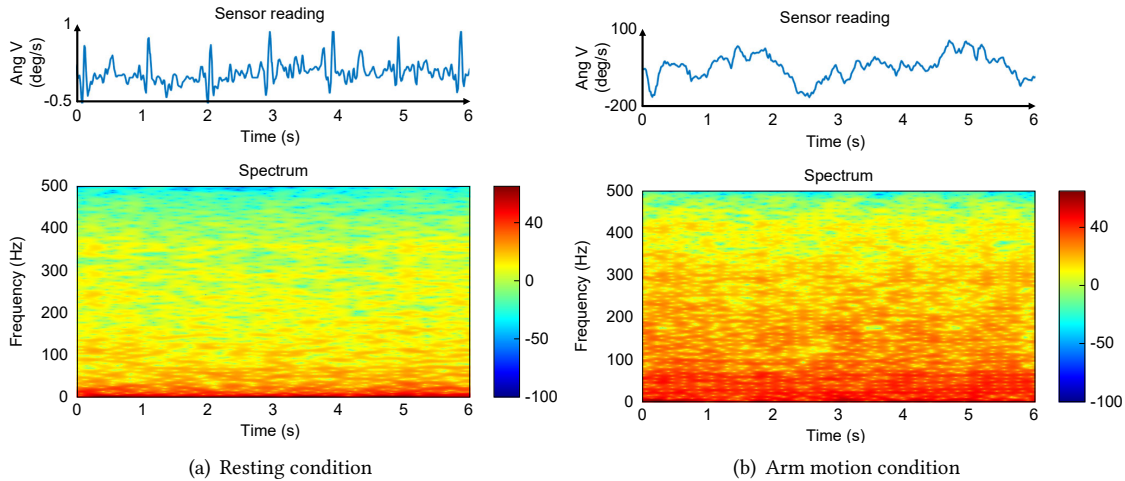 Sensor reading
1
-0.5
Ang V
(deg/s)
0 1 2 3 4 5 6
Time (s)
Spectrum
500
400
300
200
100
0
Frequency (Hz)
0 1 2 3 4 5 6
Time (s)
40
0
-50
-100
(a) Resting condition
Sensor reading
100
-200
Ang V
(deg/s)
0 1 2 3 4 5 6
Time (s)
Spectrum
500
400
300
200
100
0
Frequency (Hz)
0 1 2 3 4 5 6
Time (s)
40
0
-50
-100
(b) Arm motion condition